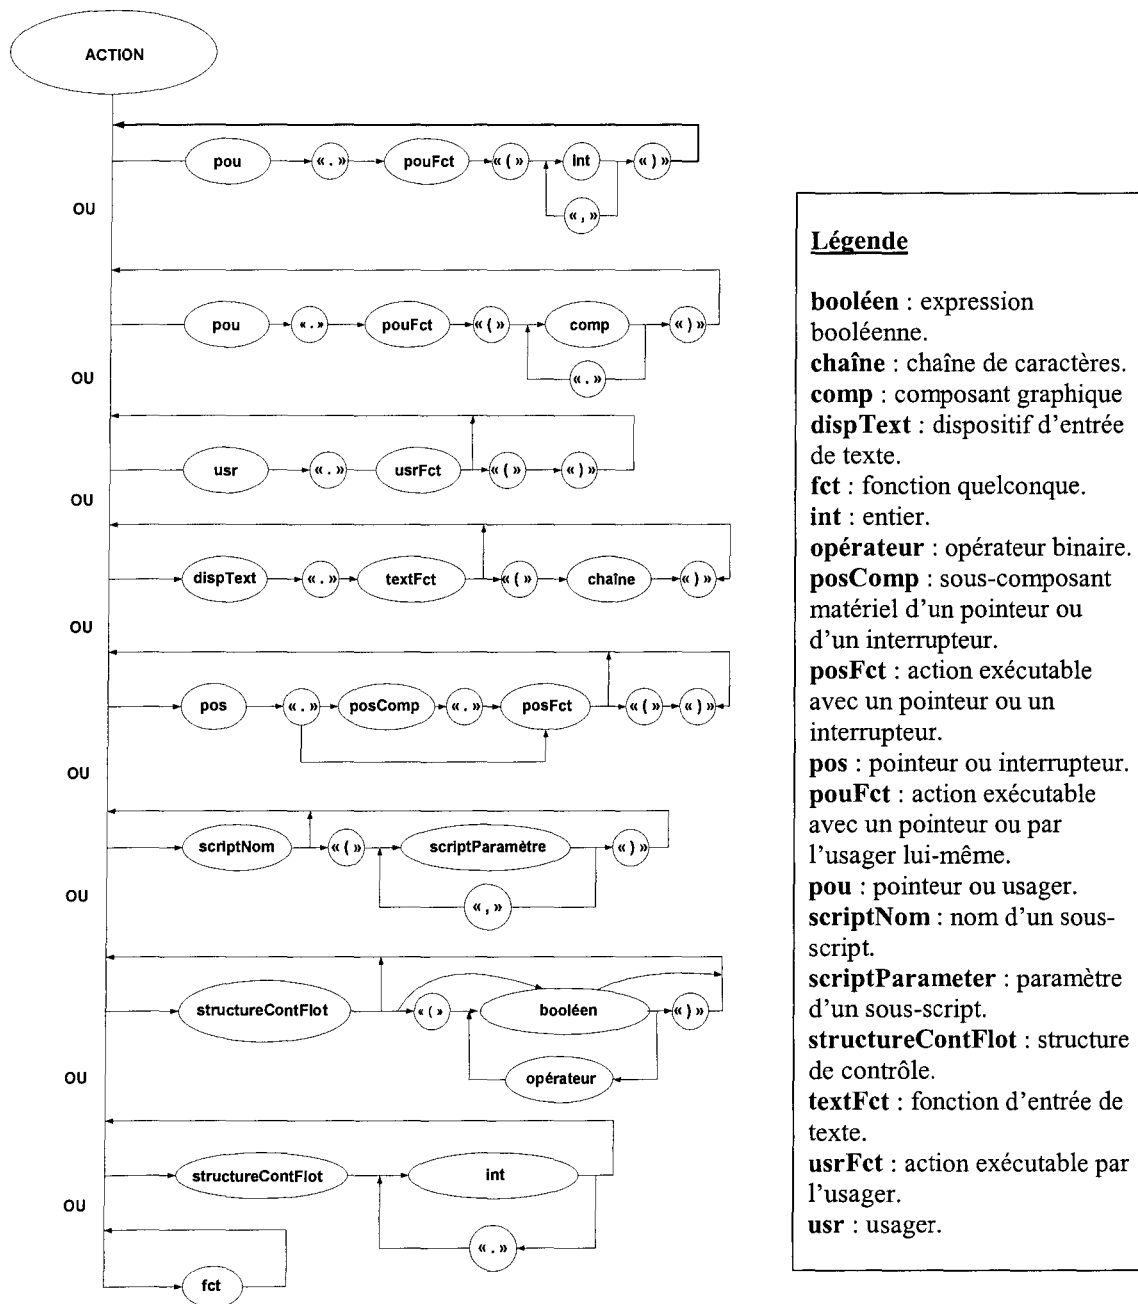 ACTION
pou « . » pouFct « ( » int « ) »
« , »
OU
pou « . » pouFct « ( » comp « ) »
« . »
OU
usr « . » usrFct « ( » « ) »
OU
dispText « . » textFct « ( » chaîne « ) »
OU
pos « . » posComp « . » posFct « ( » « ) »
OU
scriptNom « ( » scriptParamètre « ) »
« , »
OU
structureContFlot « ( » booléen « ) »
opérateur
OU
structureContFlot int
« . »
OU
fct
Légende
booléen : expression
booléenne.
chaîne : chaîne de caractères.
comp : composant graphique
dispText : dispositif d'entrée
de texte.
fct : fonction quelconque.
int : entier.
opérateur : opérateur binaire.
posComp : sous-composant
matériel d'un pointeur ou
d'un interrupteur.
posFct : action exécutable
avec un pointeur ou un
interrupteur.
pos : pointeur ou interrupteur.
pouFct : action exécutable
avec un pointeur ou par
l'usager lui-même.
pou : pointeur ou usager.
scriptNom : nom d'un sous-
script.
scriptParameter : paramètre
d'un sous-script.
structureContFlot : structure
de contrôle.
textFct : fonction d'entrée de
texte.
usrFct : action exécutable par
l'usager.
usr : usager.